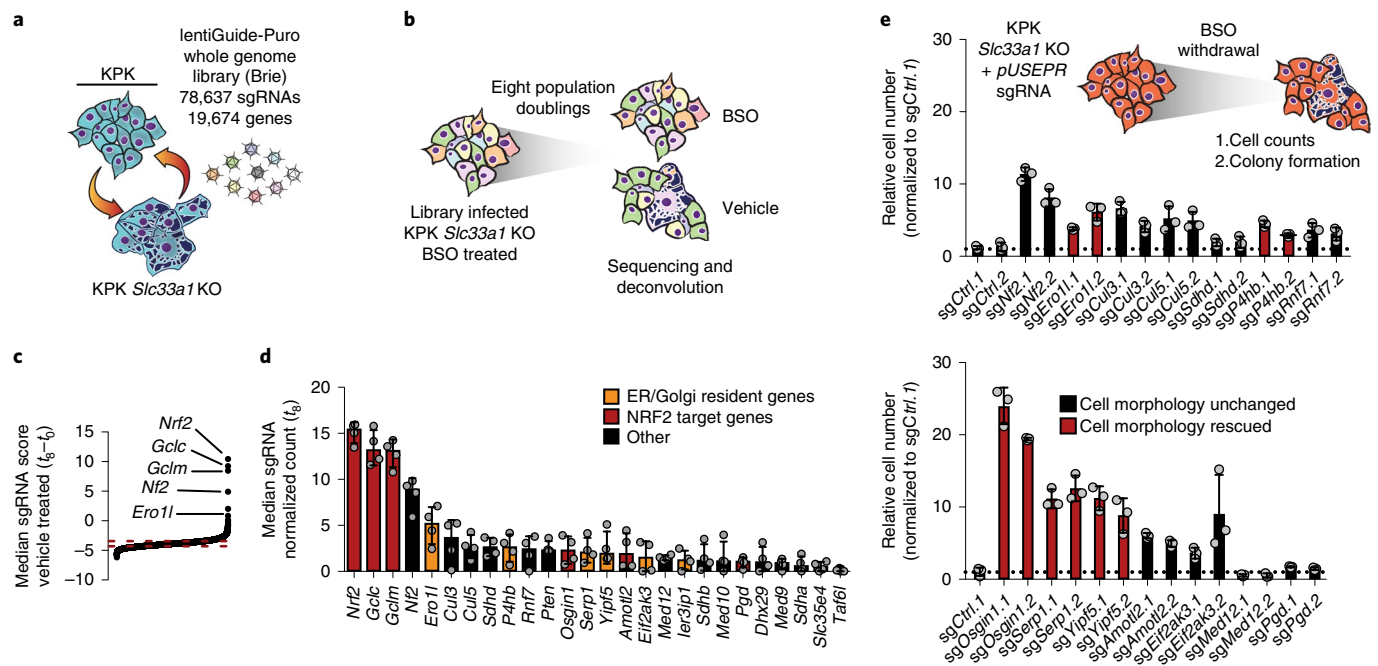 a
KPK
lentiGuide-Puro
whole genome
library (Brie)
78,637 sgRNAs
19,674 genes
KPK Slc33a1 KO
b
Eight population
doublings
BSO
Vehicle
Library infected
KPK Slc33a1 KO
BSO treated
Sequencing and
deconvolution
c
Median sgRNA score
vehicle treated (t8–t0)
15
10
5
0
–5
–10
Nrf2
Gclc
Gclm
Nf2
Ero1l
d
Median sgRNA
normalized count (t8)
20
15
10
5
0
ER/Golgi resident genes
NRF2 target genes
Other
Nrf2
Gclc
Gclm
Nf2
Ero1l
Cul3
Cul5
Sdhd
P4hb
Rnf7
Pten
Osgin1
Serp1
Yipf5
Amotl2
Eif2ak3
Med12
Ier3ip1
Sdhb
Med10
Pgd
Dhx29
Med9
Sdha
Slc35e4
Taf6l
e
Relative cell number
(normalized to sgCtrl.1)
30
20
10
0
KPK
Slc33a1 KO
+ pUSEPR
sgRNA
BSO
withdrawal
1.Cell counts
2.Colony formation
sgCtrl.1
sgCtrl.2
sgNf2.1
sgNf2.2
sgEro1l.1
sgEro1l.2
sgCul3.1
sgCul3.2
sgCul5.1
sgCul5.2
sgSdhd.1
sgSdhd.2
sgP4hb.1
sgP4hb.2
sgRnf7.1
sgRnf7.2
Relative cell number
(normalized to sgCtrl.1)
30
20
10
0
Cell morphology unchanged
Cell morphology rescued
sgCtrl.1
sgOsgin1.1
sgOsgin1.2
sgSerp1.1
sgSerp1.2
sgYipf5.1
sgYipf5.2
sgAmotl2.1
sgAmotl2.2
sgEif2ak3.1
sgEif2ak3.2
sgMed12.1
sgMed12.2
sgPgd.1
sgPgd.2